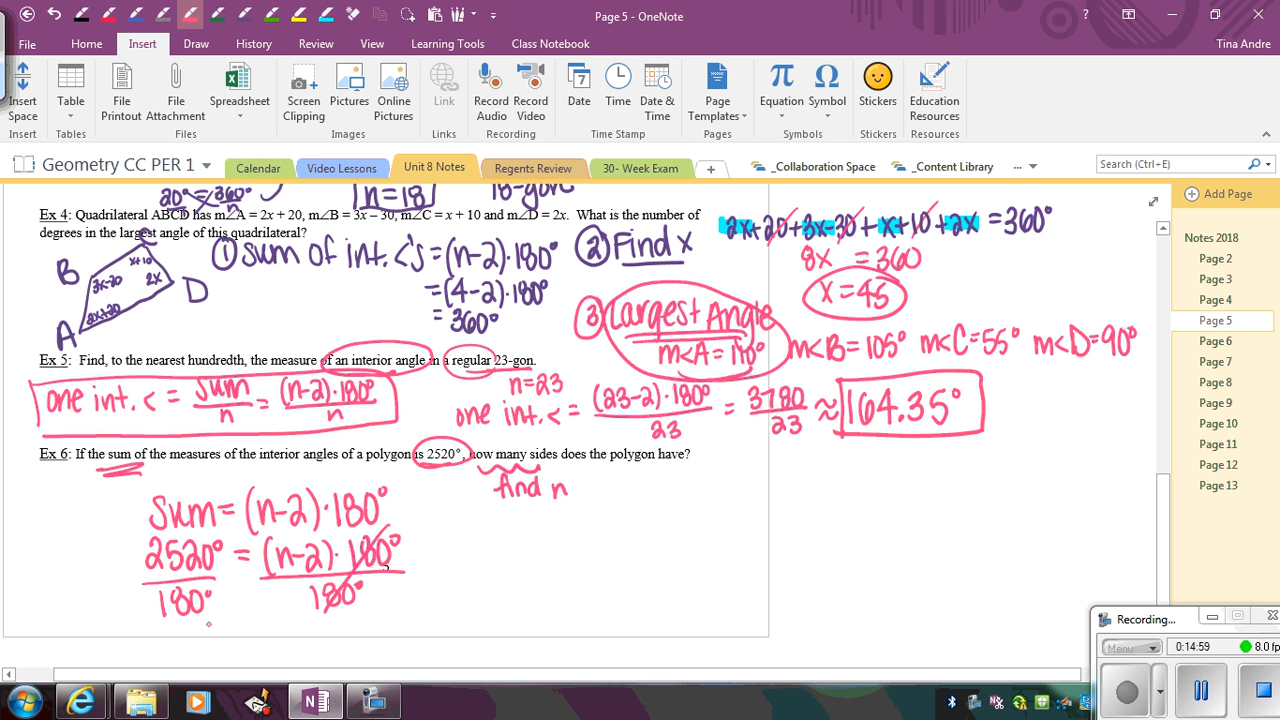 Page 5 - OneNote
?
File Home Insert Draw History Review View Learning Tools Class Notebook
Tina Andre
Insert Space
Table
File Printout
File Attachment
Spreadsheet
Screen Clipping
Pictures
Online Pictures
Link
Record Audio
Record Video
Date
Time
Date & Time
Page Templates
Equation
Symbol
Stickers
Education Resources
Insert Tables Files Images Links Recording Time Stamp Pages Symbols Stickers Resources
Geometry CC PER 1
Calendar Video Lessons Unit 8 Notes Regents Review 30- Week Exam + _Collaboration Space _Content Library ...
Search (Ctrl+E)
Add Page
Notes 2018
Page 2
Page 3
Page 4
Page 5
Page 6
Page 7
Page 8
Page 9
Page 10
Page 11
Page 12
Page 13
20° 360°
n=18
18-gon
Ex 4: Quadrilateral ABCD has m∠A = 2x + 20, m∠B = 3x – 30, m∠C = x + 10 and m∠D = 2x. What is the number of
degrees in the largest angle of this quadrilateral?
B
A
D
x+10
2x
2x+20
① Sum of int. <'s = (n-2)·180°
= (4-2)·180°
= 360°
② Find x
2x+20+3x-30+x+10+2x = 360°
8x = 360
x = 45
③ Largest Angle
m<A = 110°
m<B = 105° m<C = 55° m<D = 90°
Ex 5: Find, to the nearest hundredth, the measure of an interior angle in a regular 23-gon.
n=23
one int. < = Sum/n = (n-2)·180°/n
one int. < = (23-2)·180°/23 = 3780/23 ≈ 164.35°
Ex 6: If the sum of the measures of the interior angles of a polygon is 2520°, how many sides does the polygon have?
find n
Sum = (n-2)·180°
2520° = (n-2)·180°
180° 180°
Recording...
Menu
0:14:59
8.0 fp